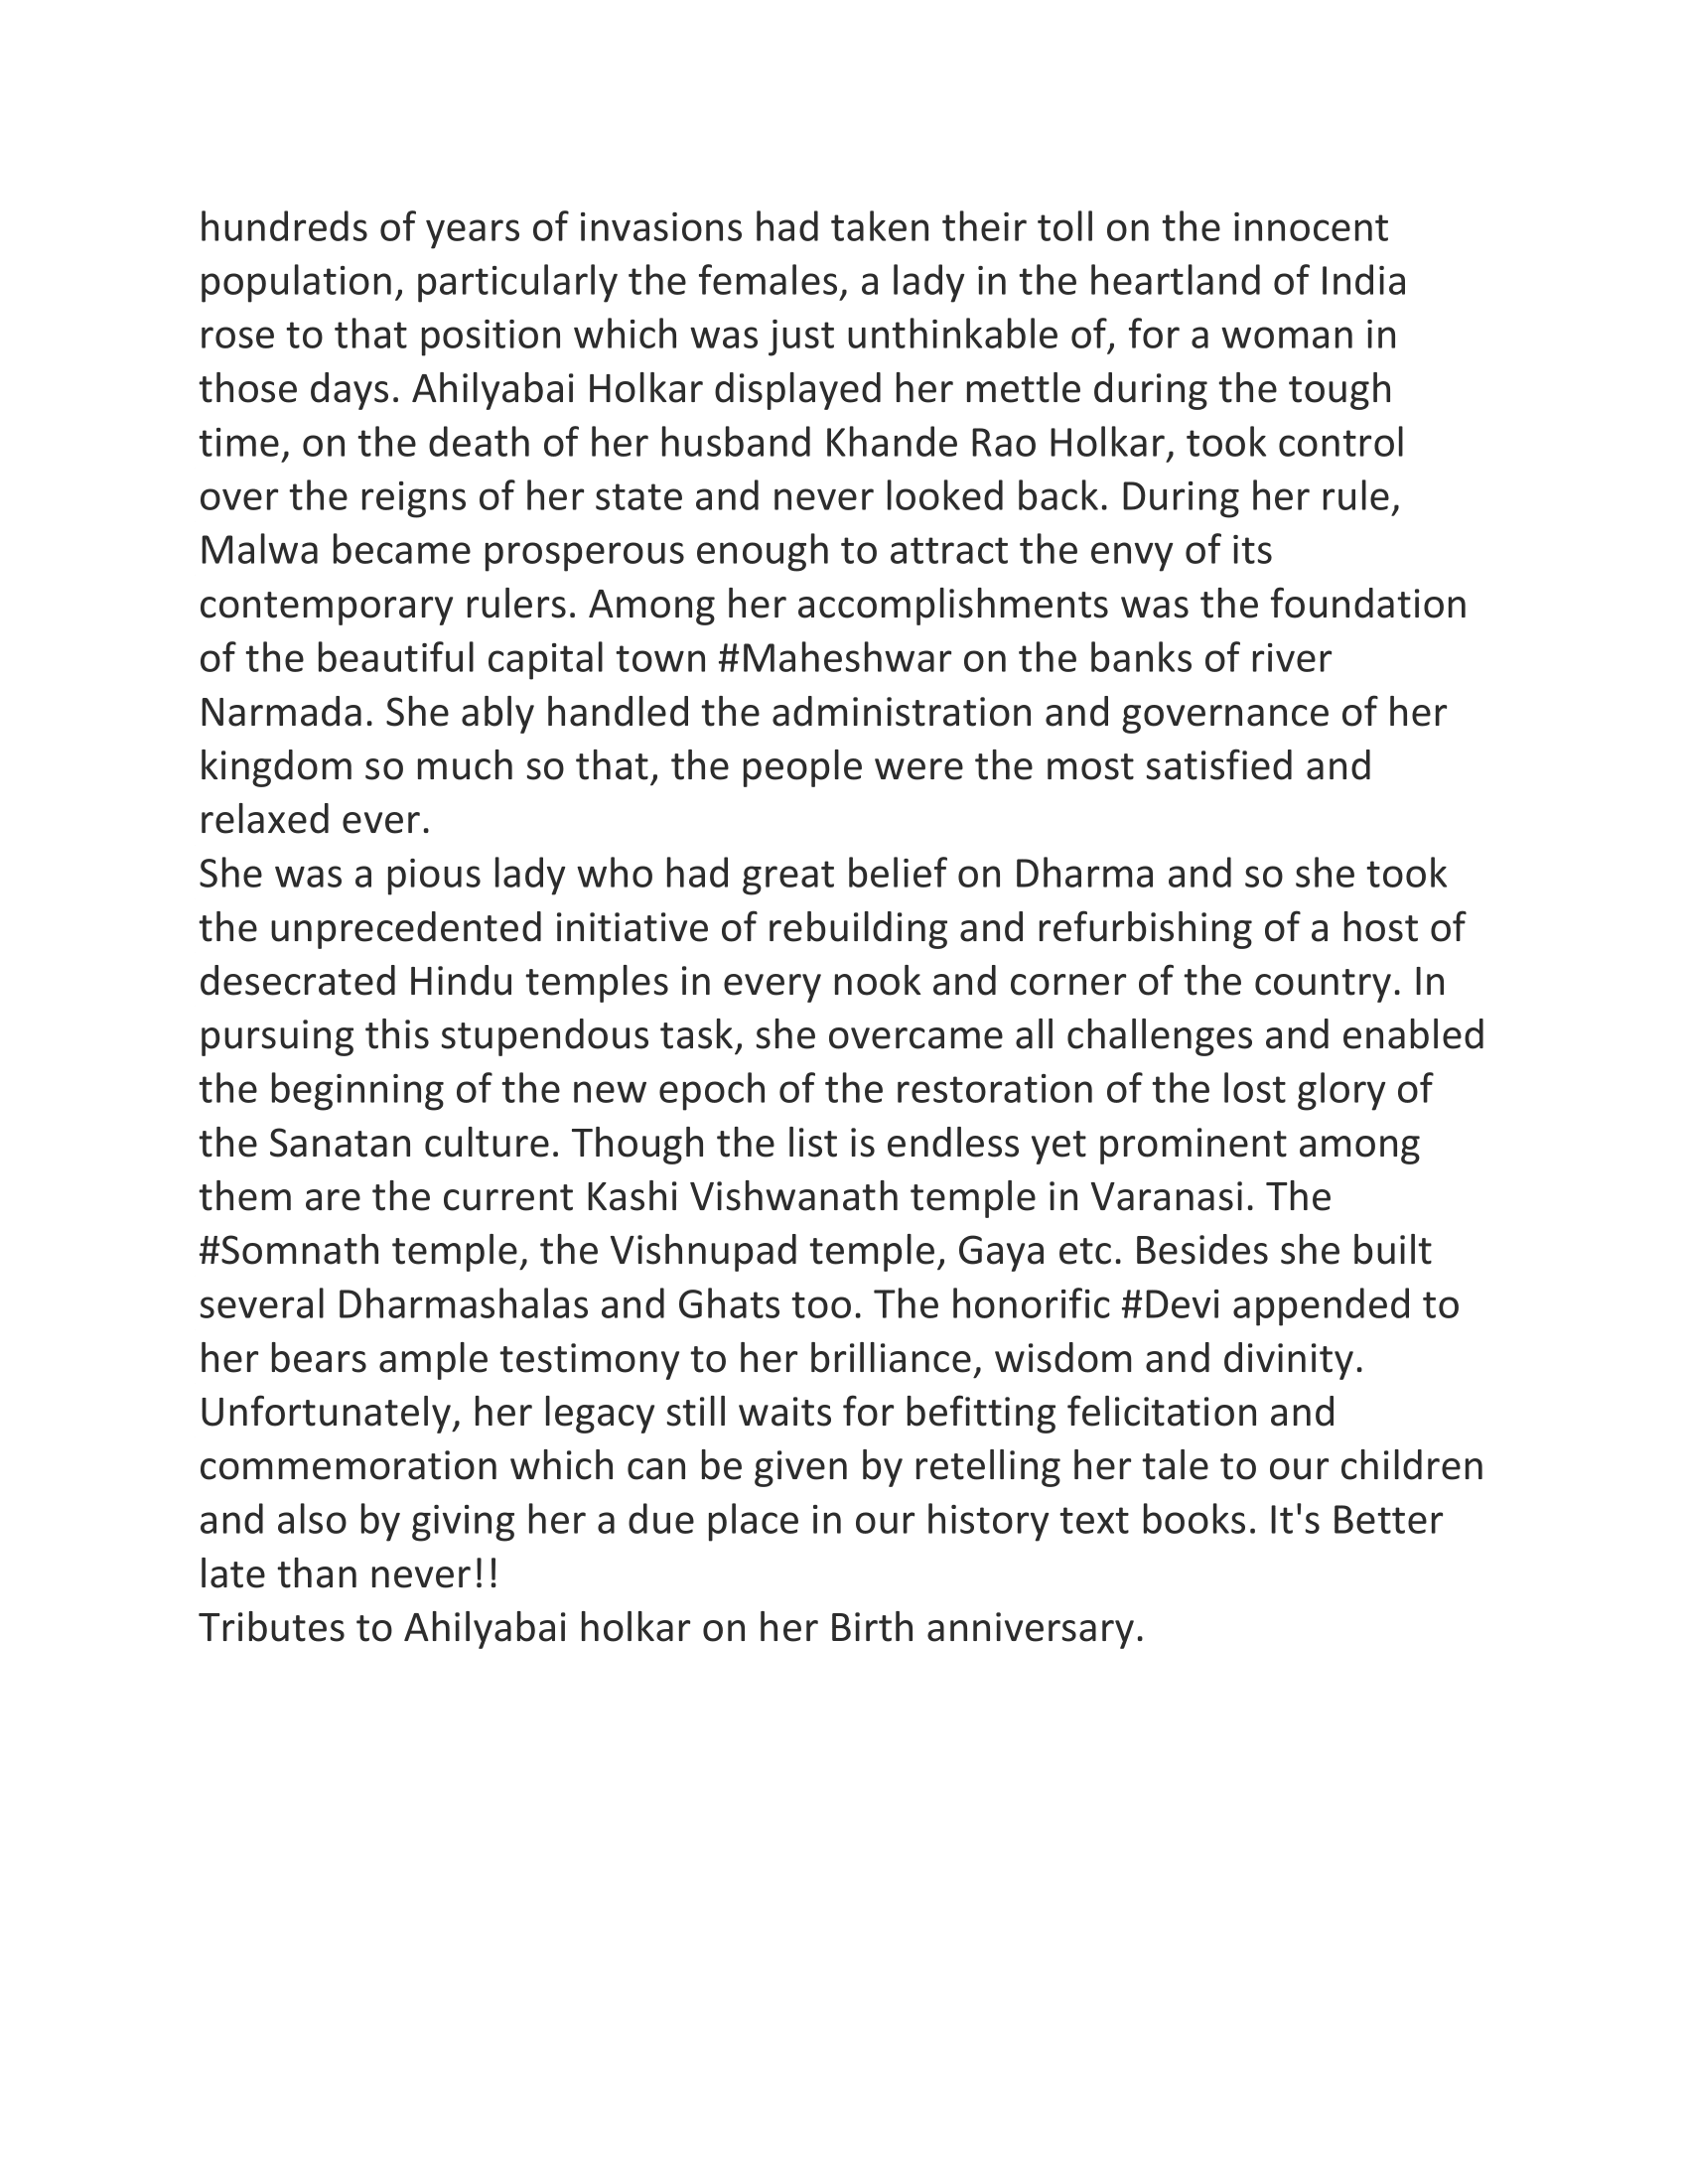 hundreds of years of invasions had taken their toll on the innocent
population, particularly the females, a lady in the heartland of India
rose to that position which was just unthinkable of, for a woman in
those days. Ahilyabai Holkar displayed her mettle during the tough
time, on the death of her husband Khande Rao Holkar, took control
over the reigns of her state and never looked back. During her rule,
Malwa became prosperous enough to attract the envy of its
contemporary rulers. Among her accomplishments was the foundation
of the beautiful capital town #Maheshwar on the banks of river
Narmada. She ably handled the administration and governance of her
kingdom so much so that, the people were the most satisfied and
relaxed ever.
She was a pious lady who had great belief on Dharma and so she took
the unprecedented initiative of rebuilding and refurbishing of a host of
desecrated Hindu temples in every nook and corner of the country. In
pursuing this stupendous task, she overcame all challenges and enabled
the beginning of the new epoch of the restoration of the lost glory of
the Sanatan culture. Though the list is endless yet prominent among
them are the current Kashi Vishwanath temple in Varanasi. The
#Somnath temple, the Vishnupad temple, Gaya etc. Besides she built
several Dharmashalas and Ghats too. The honorific #Devi appended to
her bears ample testimony to her brilliance, wisdom and divinity.
Unfortunately, her legacy still waits for befitting felicitation and
commemoration which can be given by retelling her tale to our children
and also by giving her a due place in our history text books. It's Better
late than never!!
Tributes to Ahilyabai holkar on her Birth anniversary.